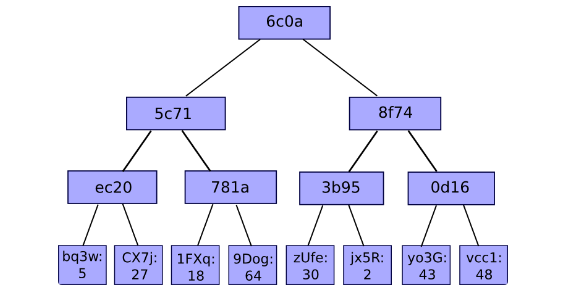 6c0a
5c71
8f74
ec20
781a
3b95
0d16
bq3w:
5
CX7j:
27
1FXq:
18
9Dog:
64
zUfe:
30
jx5R:
2
yo3G:
43
vcc1:
48